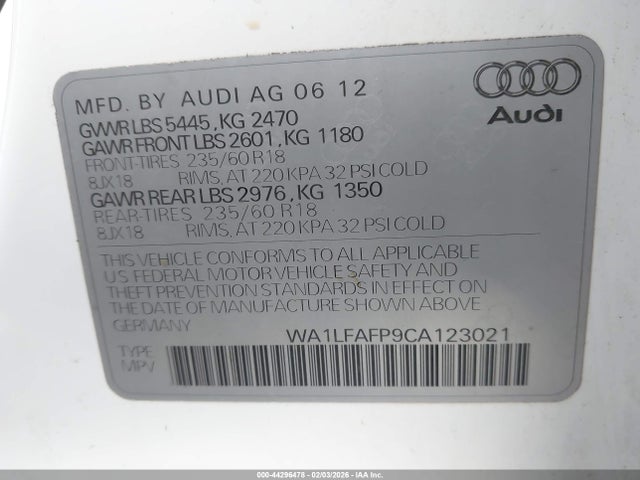 MFD. BY AUDI AG 06 12
GVWR LBS 5445, KG 2470
GAWR FRONT LBS 2601, KG 1180
FRONT-TIRES 235/60 R18
8JX18 RIMS, AT 220 KPA 32 PSI COLD
GAWR REAR LBS 2976, KG 1350
REAR-TIRES 235/60 R18
8JX18 RIMS, AT 220 KPA 32 PSI COLD
Audi
THIS VEHICLE CONFORMS TO ALL APPLICABLE
U S FEDERAL MOTOR VEHICLE SAFETY AND
THEFT PREVENTION STANDARDS IN EFFECT ON
THE DATE OF MANUFACTURE SHOWN ABOVE
GERMANY
WA1LFAFP9CA123021
TYPE
MPV
000-44296478 - 02/03/2026 - IAAI.COM